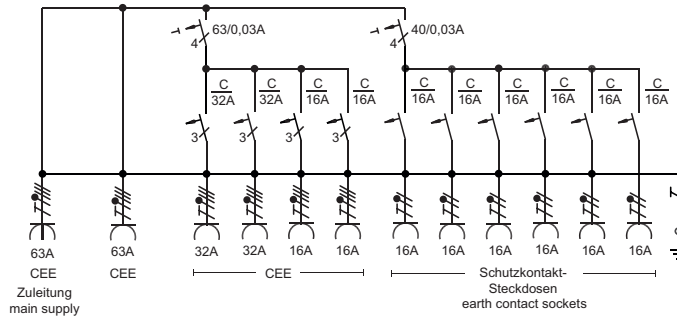 63/0,03A 40/0,03A
4 4
C C C C C C C C C C
32A 32A 16A 16A 16A 16A 16A 16A 16A 16A
3 3 3 3
63A 63A 32A 32A 16A 16A 16A 16A 16A 16A 16A 16A
CEE CEE CEE Schutzkontakt-
Zuleitung Steckdosen
main supply earth contact sockets